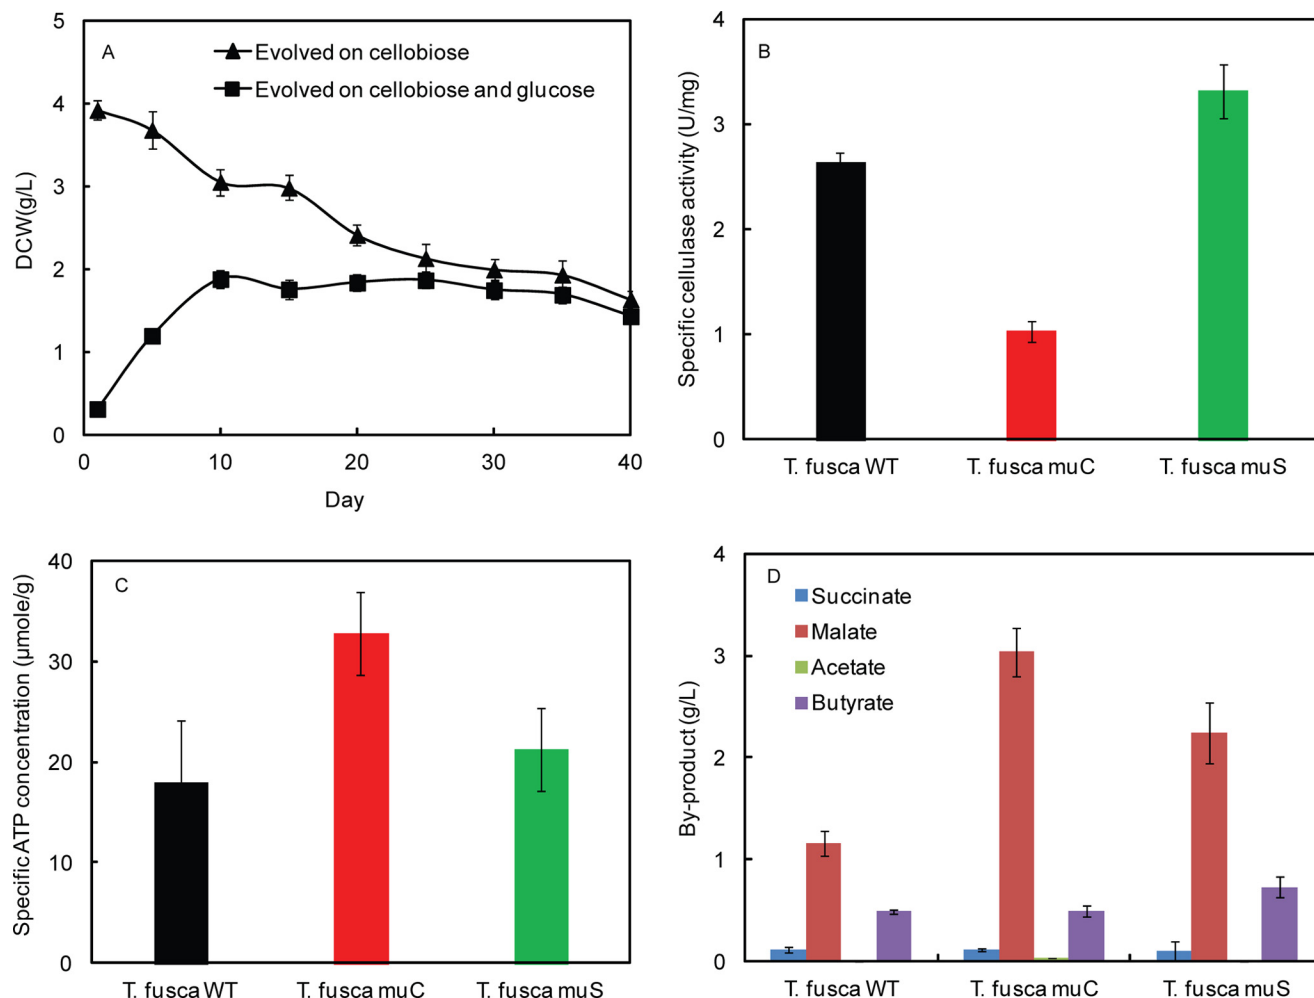 A
Evolved on cellobiose
Evolved on cellobiose and glucose
DCW(g/L)
5
4
3
2
1
0
0 10 20 30 40
Day
B
Specific cellulase activity (U/mg)
4
3
2
1
0
T. fusca WT T. fusca muC T. fusca muS
C
Specific ATP concentration (µmole/g)
40
30
20
10
0
T. fusca WT T. fusca muC T. fusca muS
D
Succinate
Malate
Acetate
Butyrate
By-product (g/L)
4
3
2
1
0
T. fusca WT T. fusca muC T. fusca muS